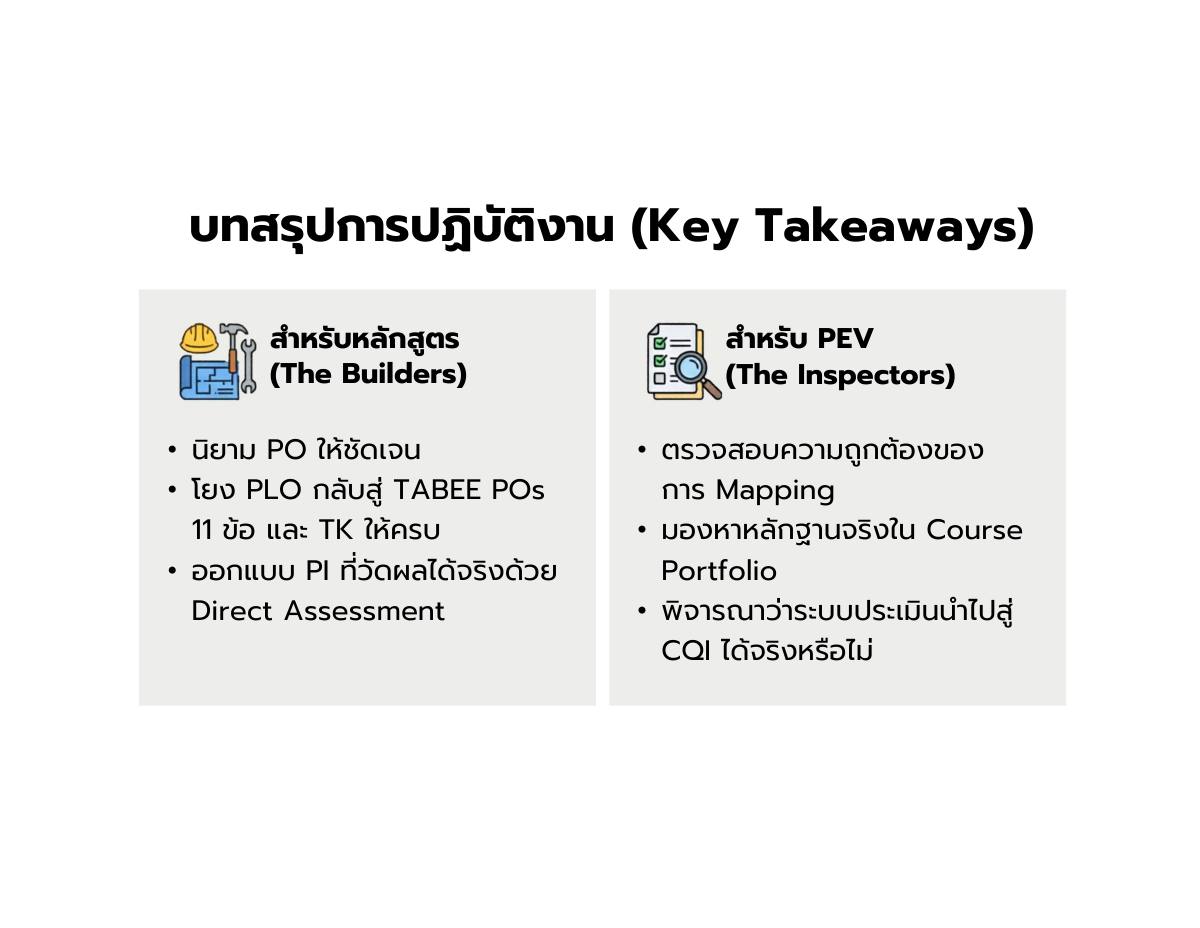 บทสรุปการปฏิบัติงาน (Key Takeaways)
สำหรับหลักสูตร
(The Builders)
• นิยาม PO ให้ชัดเจน
• โยง PLO กลับสู่ TABEE POs
11 ข้อ และ TK ให้ครบ
• ออกแบบ PI ที่วัดผลได้จริงด้วย
Direct Assessment
สำหรับ PEV
(The Inspectors)
• ตรวจสอบความถูกต้องของ
การ Mapping
• มองหาหลักฐานจริงใน Course
Portfolio
• พิจารณาว่าระบบประเมินนำไปสู่
CQI ได้จริงหรือไม่